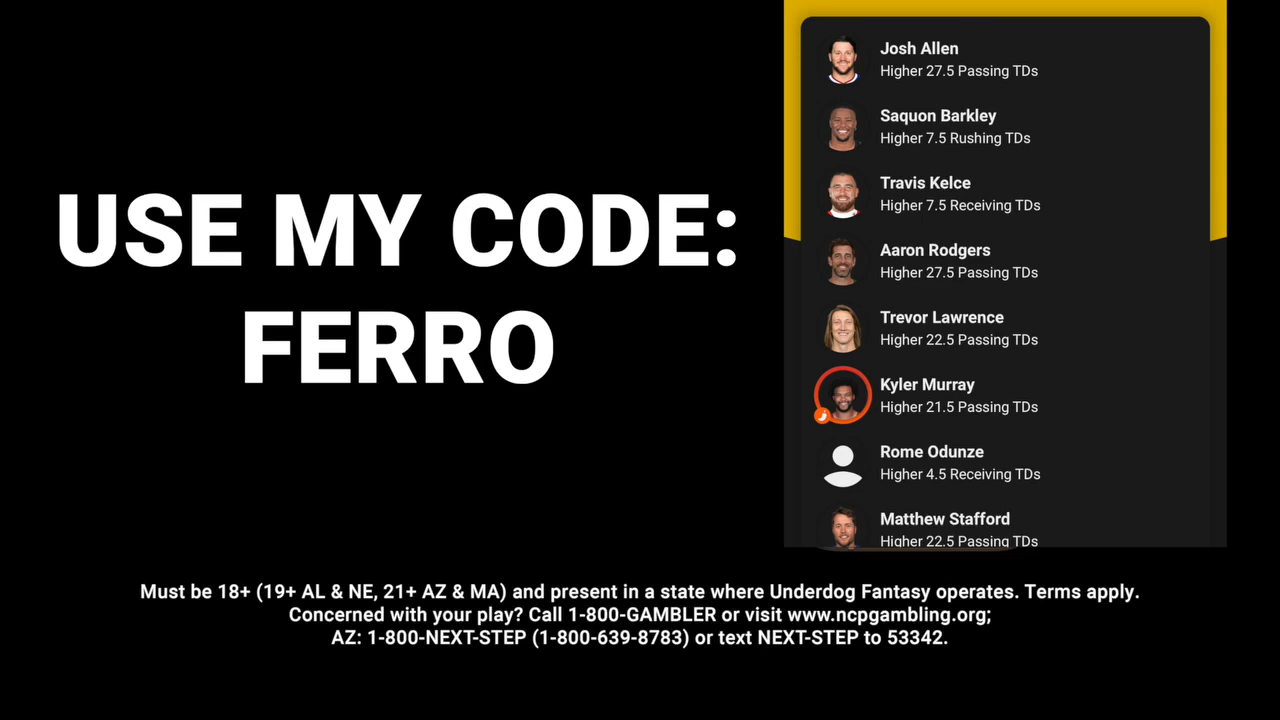 USE MY CODE:
FERRO
Josh Allen
Higher 27.5 Passing TDs
Saquon Barkley
Higher 7.5 Rushing TDs
Travis Kelce
Higher 7.5 Receiving TDs
Aaron Rodgers
Higher 27.5 Passing TDs
Trevor Lawrence
Higher 22.5 Passing TDs
Kyler Murray
Higher 21.5 Passing TDs
Rome Odunze
Higher 4.5 Receiving TDs
Matthew Stafford
Higher 22.5 Passing TDs
Must be 18+ (19+ AL & NE, 21+ AZ & MA) and present in a state where Underdog Fantasy operates. Terms apply.
Concerned with your play? Call 1-800-GAMBLER or visit www.ncpgambling.org;
AZ: 1-800-NEXT-STEP (1-800-639-8783) or text NEXT-STEP to 53342.